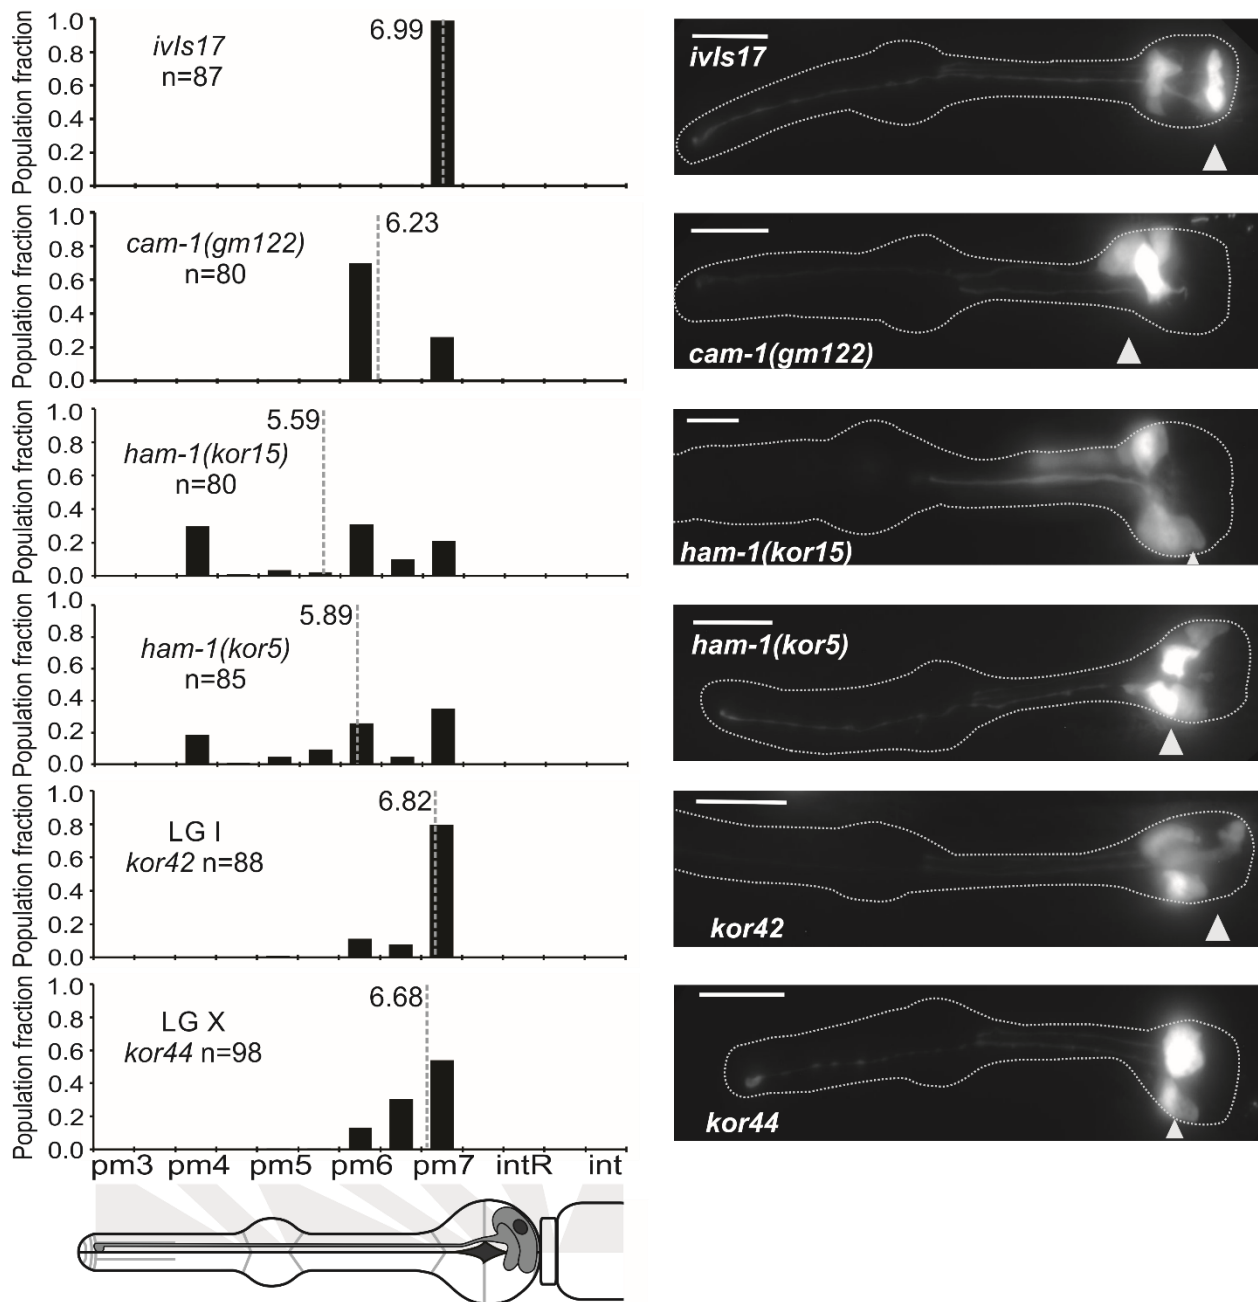 Population fraction
1.0
0.8
0.6
0.4
0.2
0.0
ivIs17
n=87
6.99
ivIs17
Population fraction
1.0
0.8
0.6
0.4
0.2
0.0
cam-1(gm122)
n=80
6.23
cam-1(gm122)
Population fraction
1.0
0.8
0.6
0.4
0.2
0.0
ham-1(kor15)
n=80
5.59
ham-1(kor15)
Population fraction
1.0
0.8
0.6
0.4
0.2
0.0
ham-1(kor5)
n=85
5.89
ham-1(kor5)
Population fraction
1.0
0.8
0.6
0.4
0.2
0.0
LG I
kor42 n=88
6.82
kor42
Population fraction
1.0
0.8
0.6
0.4
0.2
0.0
LG X
kor44 n=98
6.68
kor44
pm3 pm4 pm5 pm6 pm7 intR int